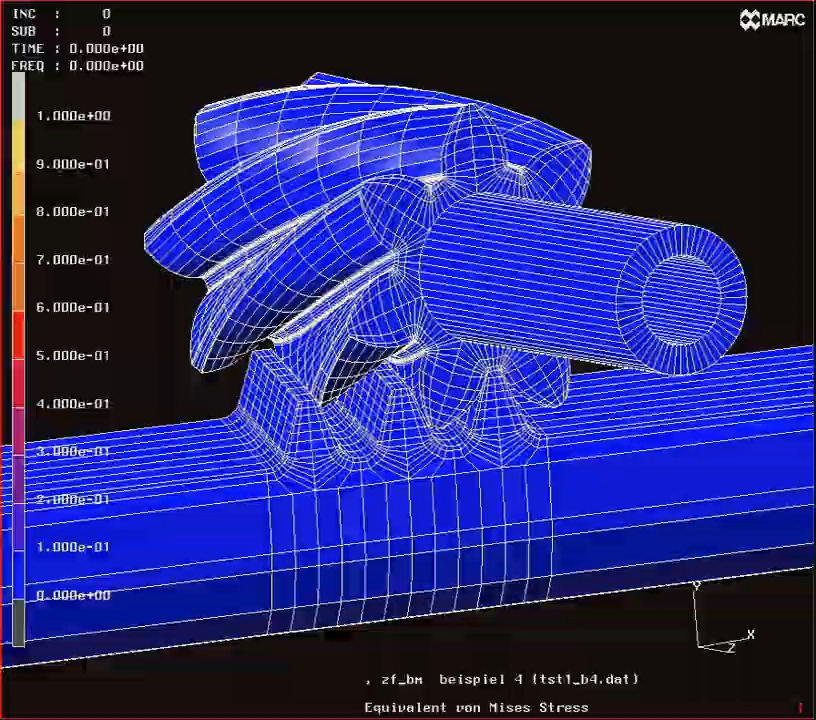 INC : 0
SUB : 0
TIME : 0.000e+00
FREQ : 0.000e+00
MARC
1.000e+00
9.000e-01
8.000e-01
7.000e-01
6.000e-01
5.000e-01
4.000e-01
3.000e-01
2.000e-01
1.000e-01
0.000e+00
Y
X
Z
, zf_bm beispiel 4 (tst1_b4.dat)
Equivalent von Mises Stress
1